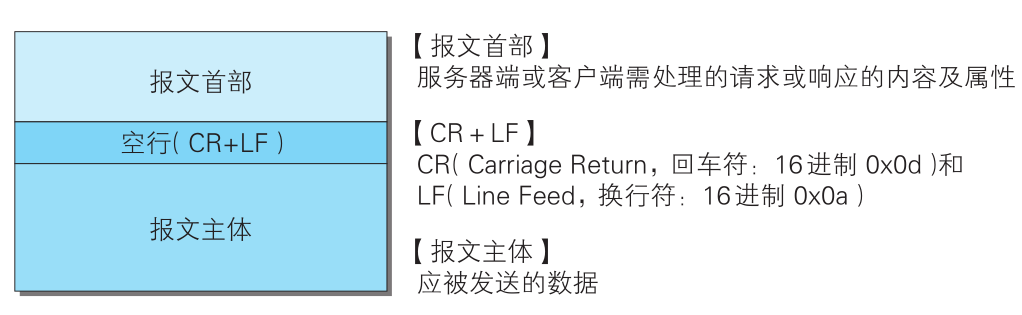 报文首部
空行( CR+LF )
报文主体
【报文首部】
服务器端或客户端需处理的请求或响应的内容及属性
【CR + LF】
CR( Carriage Return，回车符：16进制 0x0d )和
LF( Line Feed，换行符：16进制 0x0a )
【报文主体】
应被发送的数据